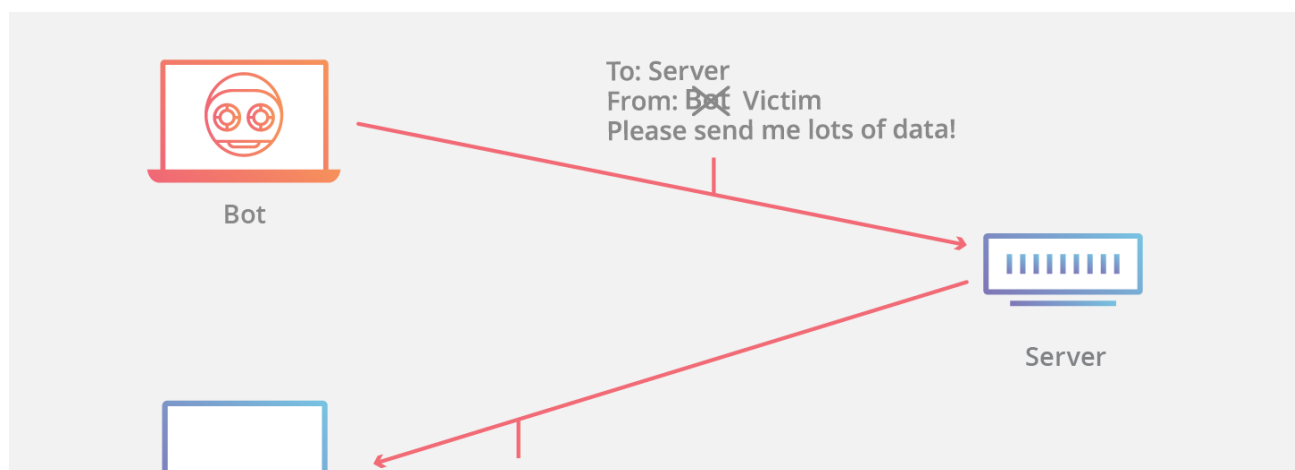 To: Server
From: Bot Victim
Please send me lots of data!
Bot
Server